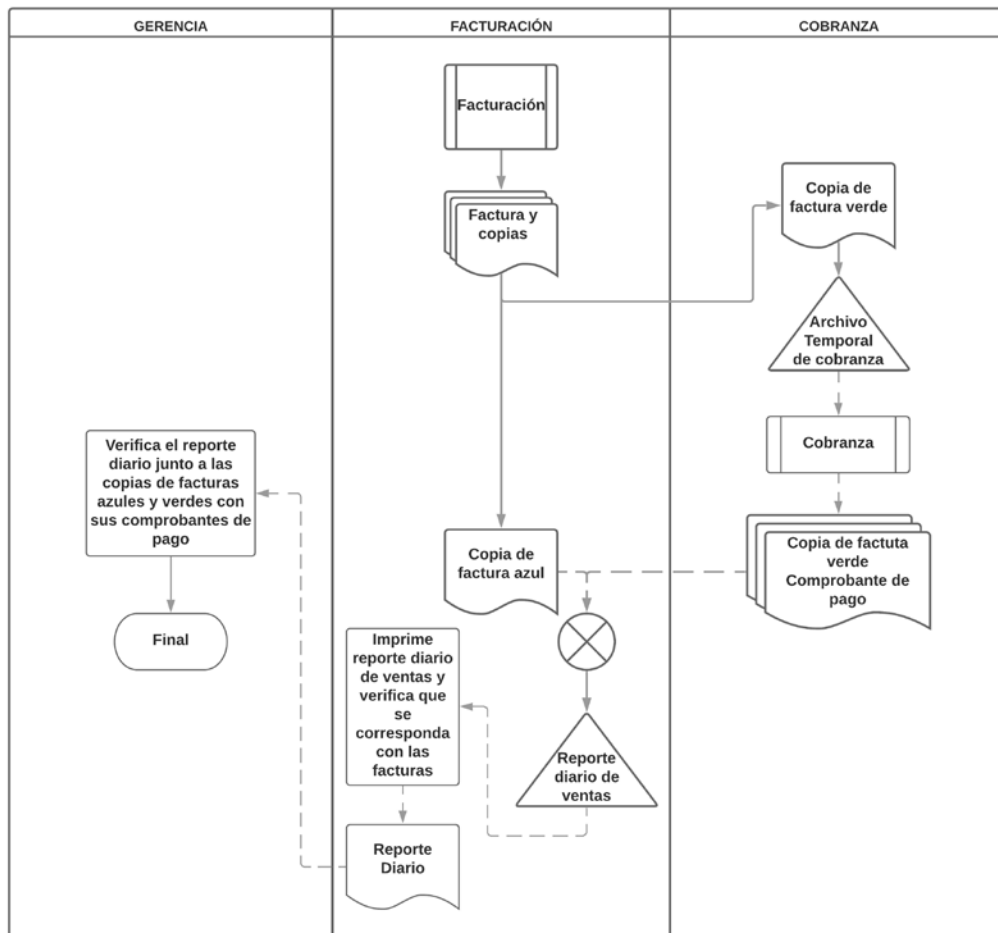 GERENCIA
FACTURACIÓN
COBRANZA
Facturación
Factura y
copias
Copia de
factura verde
Archivo
Temporal
de cobranza
Cobranza
Verifica el reporte
diario junto a las
copias de facturas
azules y verdes con
sus comprobantes de
pago
Copia de
factura azul
Copia de factuta
verde
Comprobante de
pago
Final
Imprime
reporte diario
de ventas y
verifica que
se
corresponda
con las
facturas
Reporte
diario de
ventas
Reporte
Diario